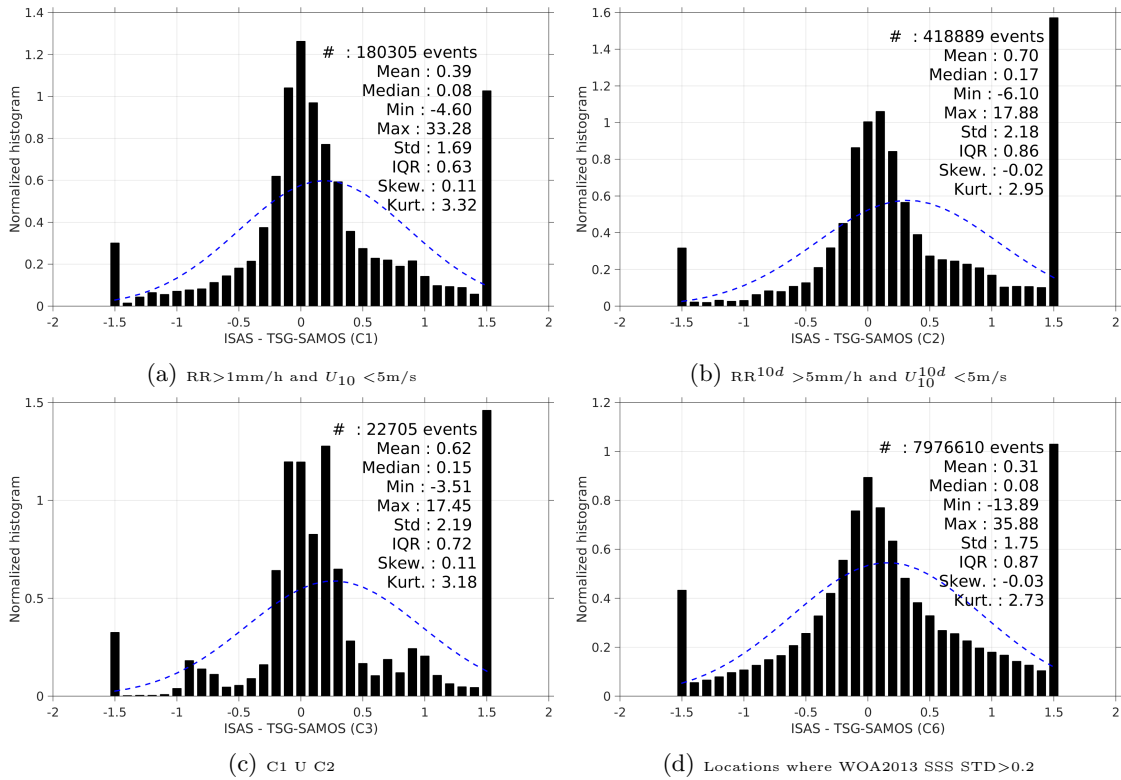 1.4
1.2
1
0.8
0.6
0.4
0.2
0
Normalized histogram
# : 180305 events
Mean : 0.39
Median : 0.08
Min : -4.60
Max : 33.28
Std : 1.69
IQR : 0.63
Skew. : 0.11
Kurt. : 3.32
-2 -1.5 -1 -0.5 0 0.5 1 1.5 2
ISAS - TSG-SAMOS (C1)
(a) RR>1mm/h and U10 <5m/s
1.6
1.4
1.2
1
0.8
0.6
0.4
0.2
0
Normalized histogram
# : 418889 events
Mean : 0.70
Median : 0.17
Min : -6.10
Max : 17.88
Std : 2.18
IQR : 0.86
Skew. : -0.02
Kurt. : 2.95
-2 -1.5 -1 -0.5 0 0.5 1 1.5 2
ISAS - TSG-SAMOS (C2)
(b) RR10d >5mm/h and U10 10d <5m/s
1.5
1
0.5
0
Normalized histogram
# : 22705 events
Mean : 0.62
Median : 0.15
Min : -3.51
Max : 17.45
Std : 2.19
IQR : 0.72
Skew. : 0.11
Kurt. : 3.18
-2 -1.5 -1 -0.5 0 0.5 1 1.5 2
ISAS - TSG-SAMOS (C3)
(c) C1 U C2
1.2
1
0.8
0.6
0.4
0.2
0
Normalized histogram
# : 7976610 events
Mean : 0.31
Median : 0.08
Min : -13.89
Max : 35.88
Std : 1.75
IQR : 0.87
Skew. : -0.03
Kurt. : 2.73
-2 -1.5 -1 -0.5 0 0.5 1 1.5 2
ISAS - TSG-SAMOS (C6)
(d) Locations where WOA2013 SSS STD>0.2